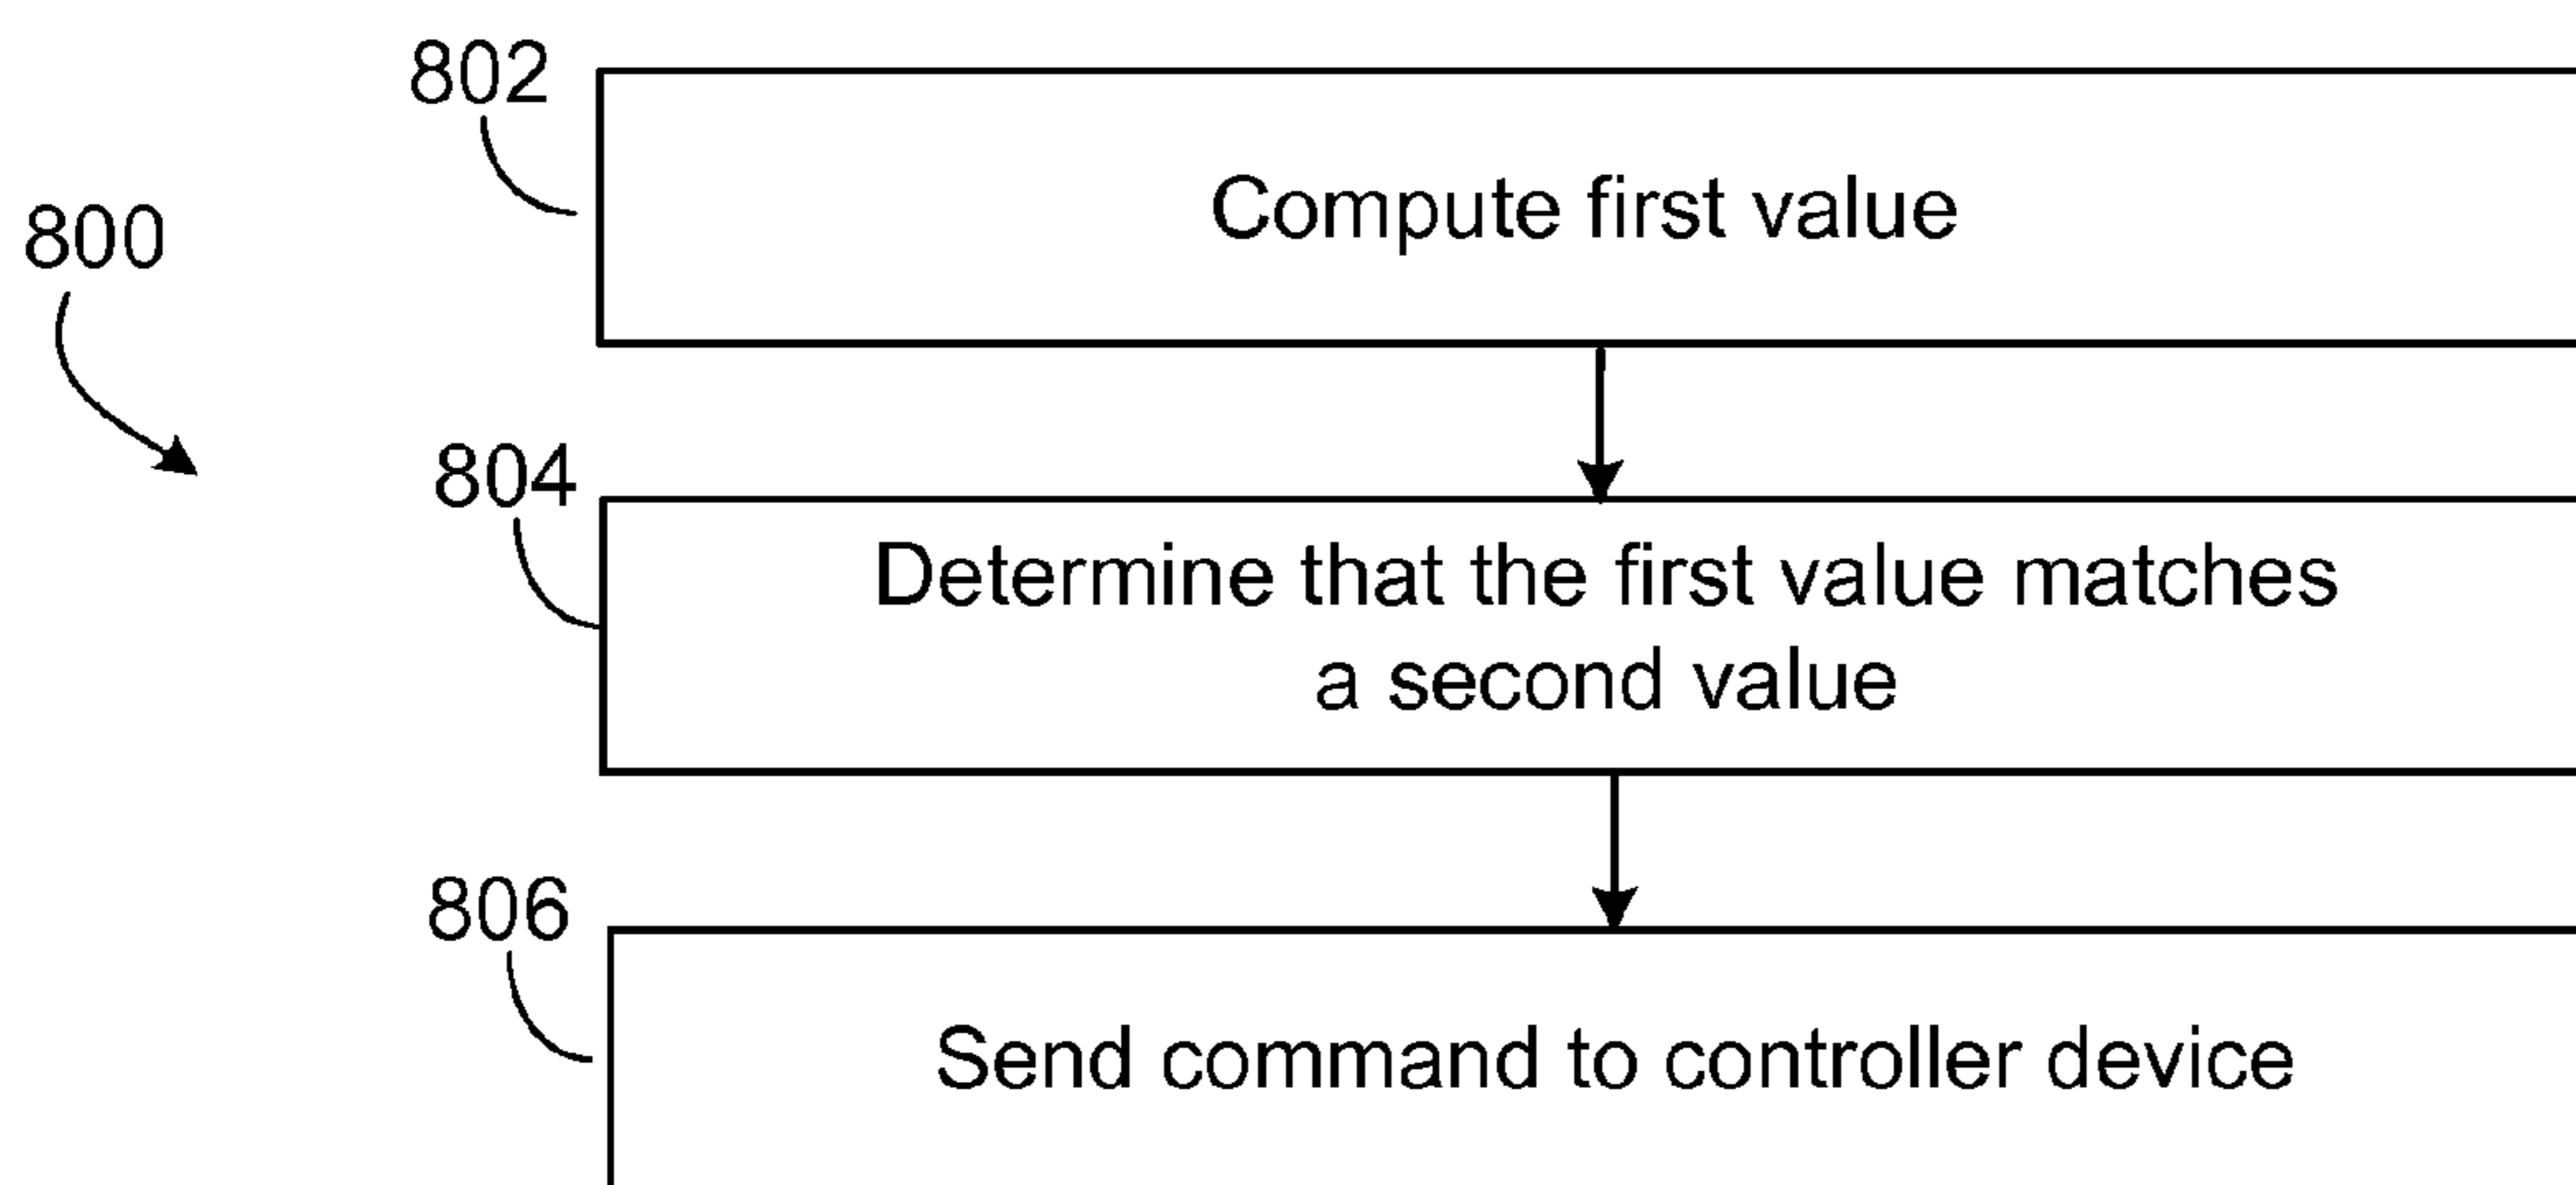 802
Compute first value
800
804
Determine that the first value matches
a second value
806
Send command to controller device